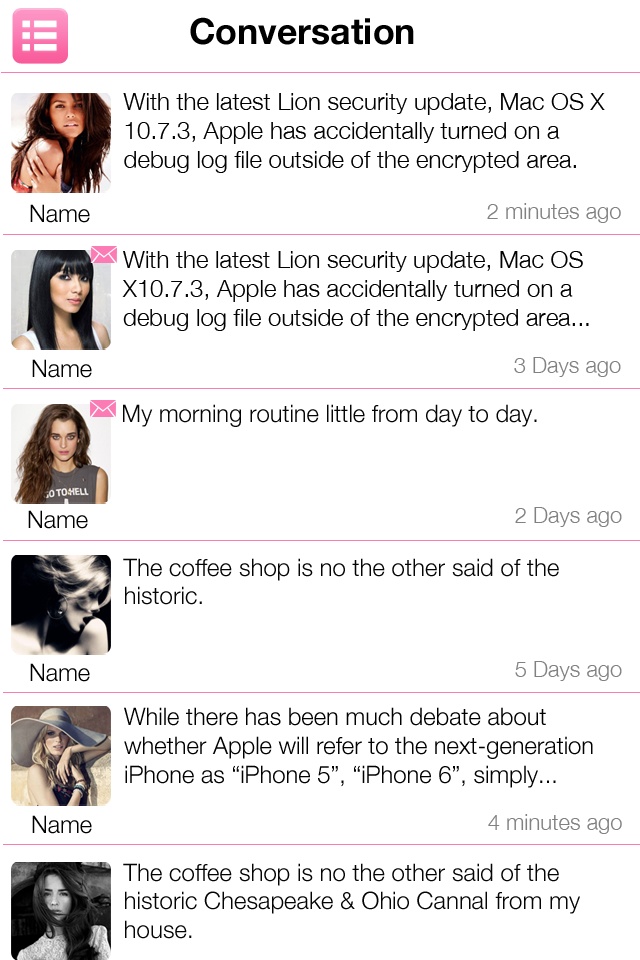 Conversation
With the latest Lion security update, Mac OS X
10.7.3, Apple has accidentally turned on a
debug log file outside of the encrypted area.
Name
2 minutes ago
With the latest Lion security update, Mac OS
X10.7.3, Apple has accidentally turned on a
debug log file outside of the encrypted area...
Name
3 Days ago
My morning routine little from day to day.
GO TO HELL
Name
2 Days ago
The coffee shop is no the other said of the
historic.
Name
5 Days ago
While there has been much debate about
whether Apple will refer to the next-generation
iPhone as “iPhone 5”, “iPhone 6”, simply...
Name
4 minutes ago
The coffee shop is no the other said of the
historic Chesapeake & Ohio Cannal from my
house.